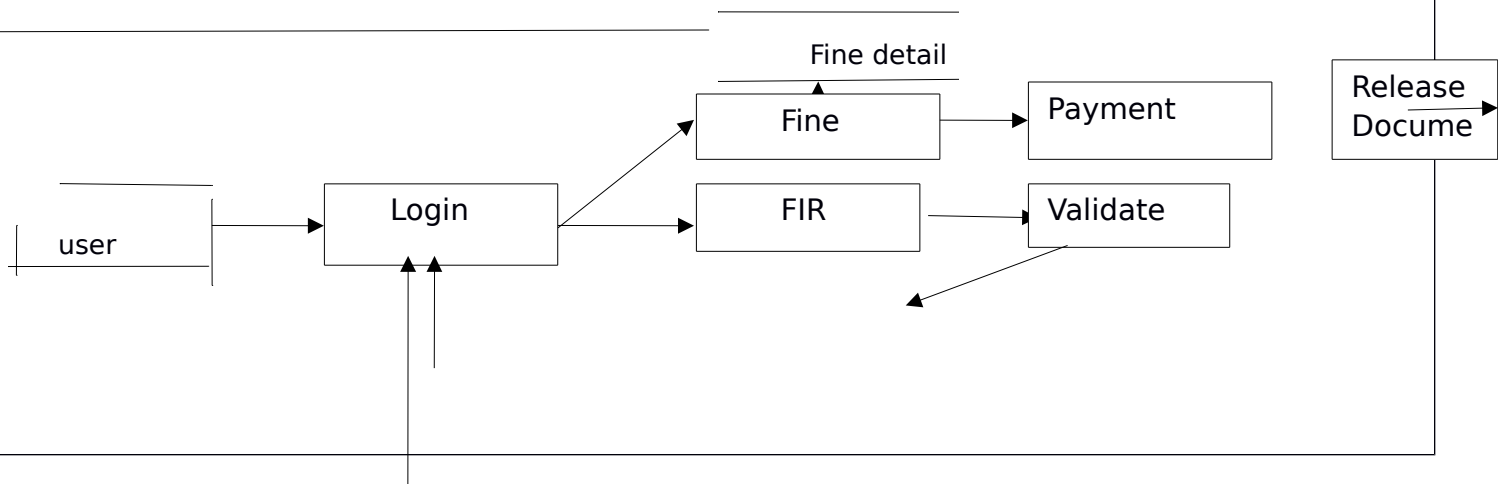 Fine detail
Release
Docume
Payment
Fine
Login
FIR
Validate
user